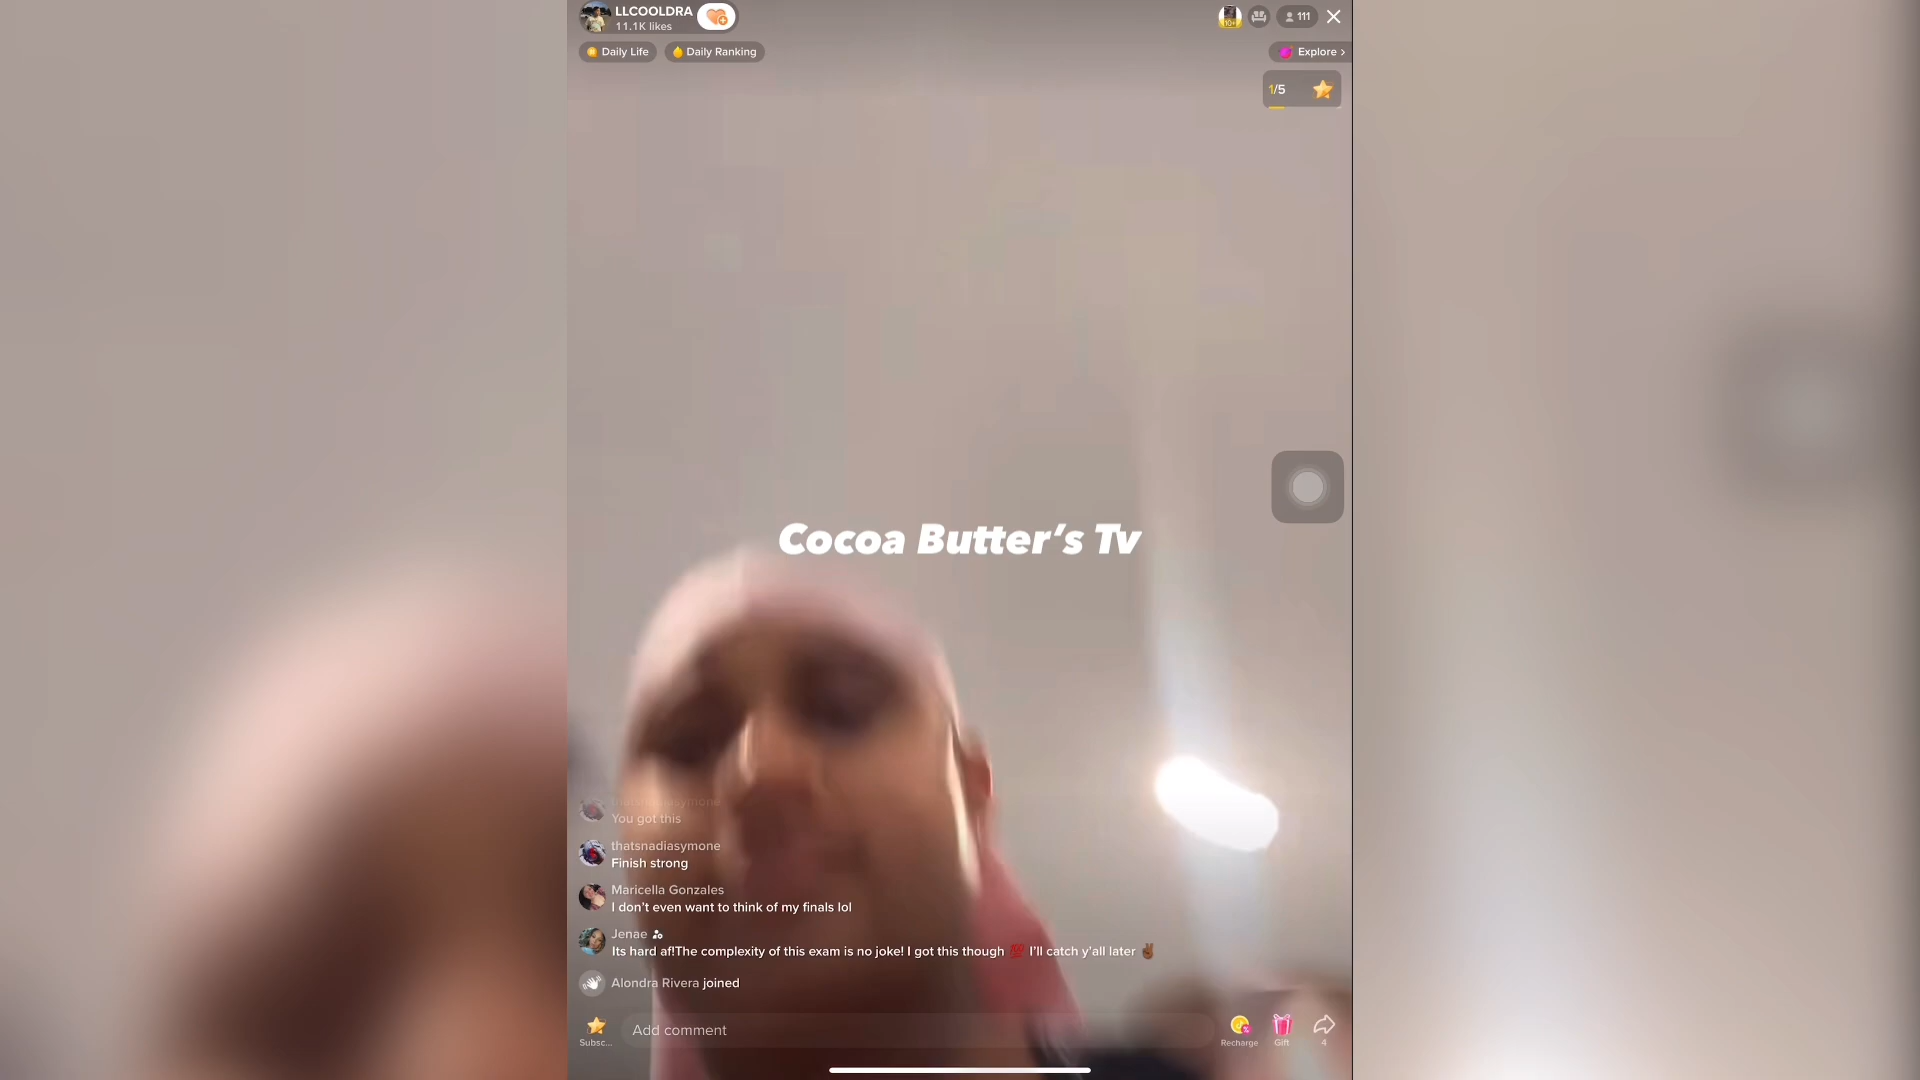 LLCOOLDRA
11.1K likes
111
Daily Life
Daily Ranking
Explore >
1/5
Cocoa Butter's Tv
You got this
thatsnadiasymone
Finish strong
Maricella Gonzales
I don't even want to think of my finals lol
Jenae
Its hard af!The complexity of this exam is no joke! I got this though 💯 I'll catch y'all later ✌🏾
Alondra Rivera joined
Add comment
Subsc...
Recharge
Gift
4